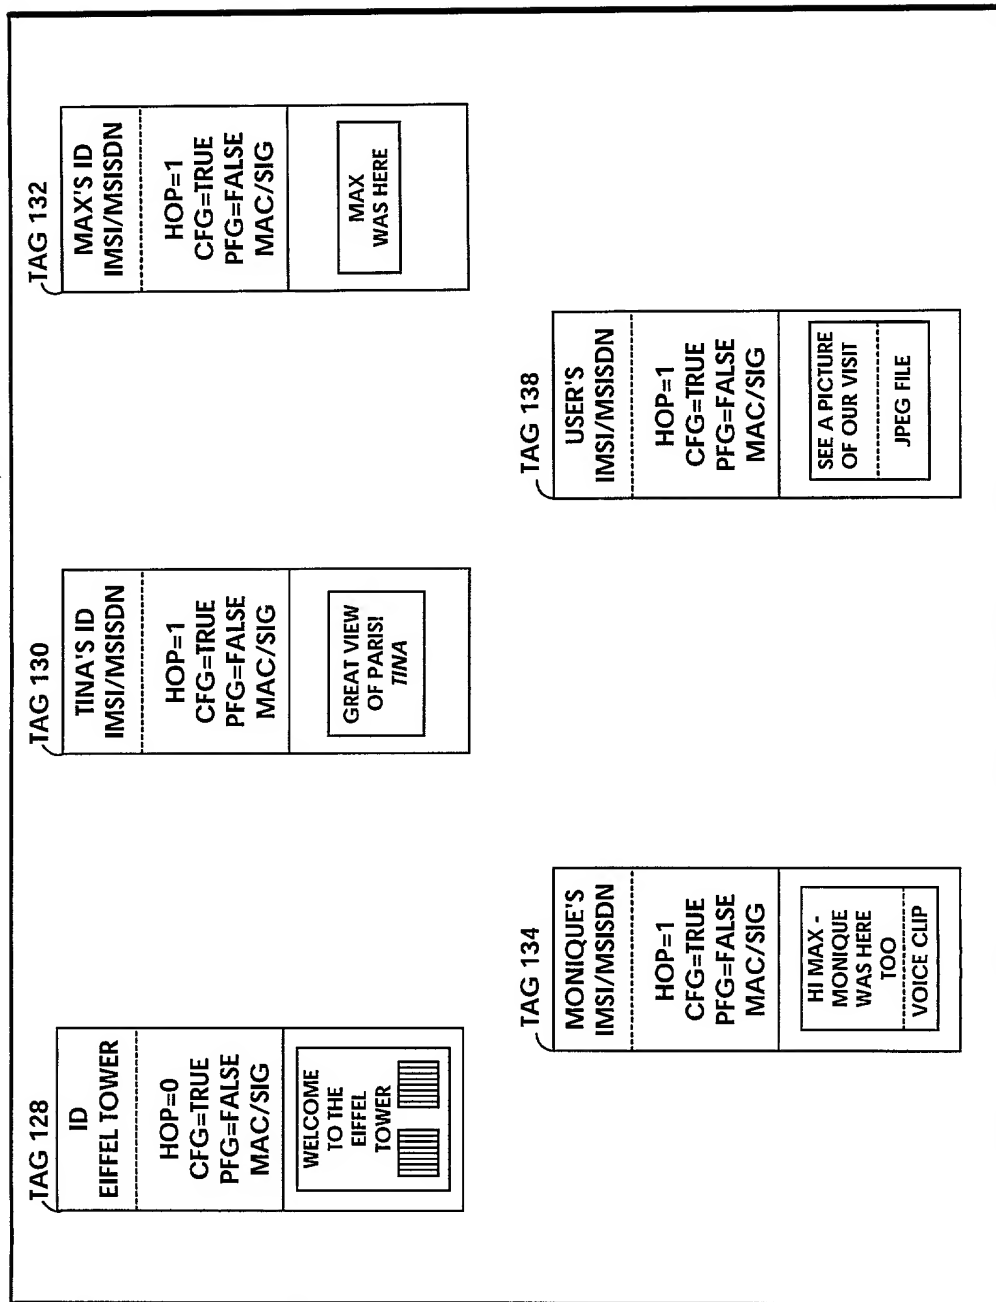 TAG 128
ID
EIFFEL TOWER
HOP=0
CFG=TRUE
PFG=FALSE
MAC/SIG
WELCOME
TO THE
EIFFEL
TOWER
TAG 130
TINA'S ID
IMSI/MSISDN
HOP=1
CFG=TRUE
PFG=FALSE
MAC/SIG
GREAT VIEW
OF PARIS!
TINA
TAG 132
MAX'S ID
IMSI/MSISDN
HOP=1
CFG=TRUE
PFG=FALSE
MAC/SIG
MAX
WAS HERE
TAG 134
MONIQUE'S
IMSI/MSISDN
HOP=1
CFG=TRUE
PFG=FALSE
MAC/SIG
HI MAX -
MONIQUE
WAS HERE
TOO
VOICE CLIP
TAG 138
USER'S
IMSI/MSISDN
HOP=1
CFG=TRUE
PFG=FALSE
MAC/SIG
SEE A PICTURE
OF OUR VISIT
JPEG FILE